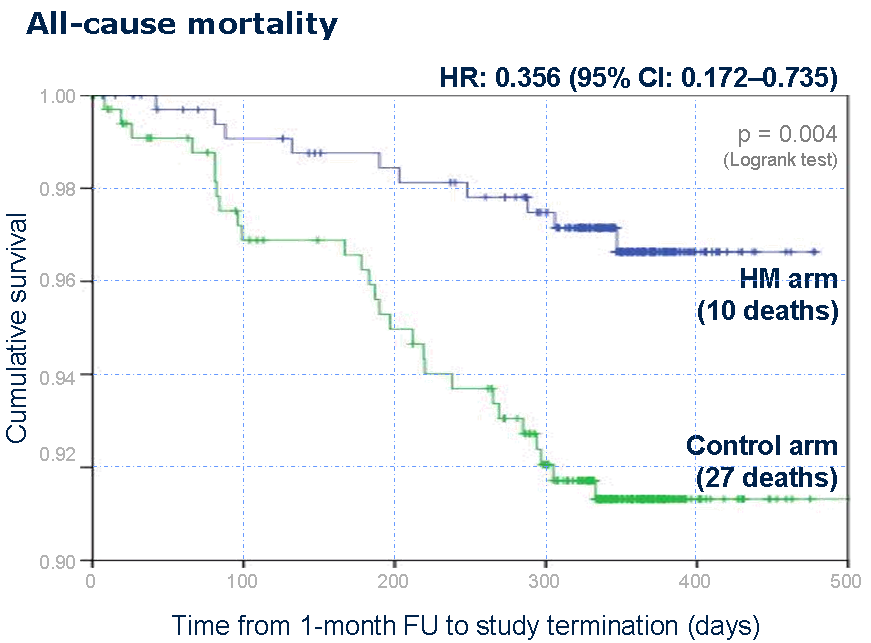 All-cause mortality
HR: 0.356 (95% CI: 0.172–0.735)
p = 0.004
(Logrank test)
Cumulative survival
1.00
0.98
0.96
0.94
0.92
0.90
HM arm
(10 deaths)
Control arm
(27 deaths)
0
100
200
300
400
500
Time from 1-month FU to study termination (days)